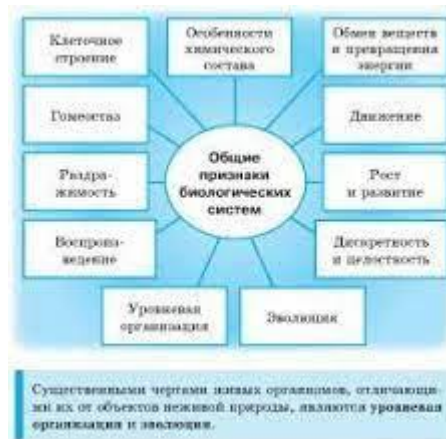 Клеточное
строение
Особенности
химического
состава
Обмен веществ
и превращения
энергии
Гомеостаз
Движение
Общие
признаки
биологических
систем
Раздра-
жимость
Рост
и развитие
Воспроиз-
ведение
Дискретность
и целостность
Уровневая
организация
Эволюция
Существенными чертами живых организмов, отличающи-
ми их от объектов неживой природы, являются уровневая
организация и эволюция.